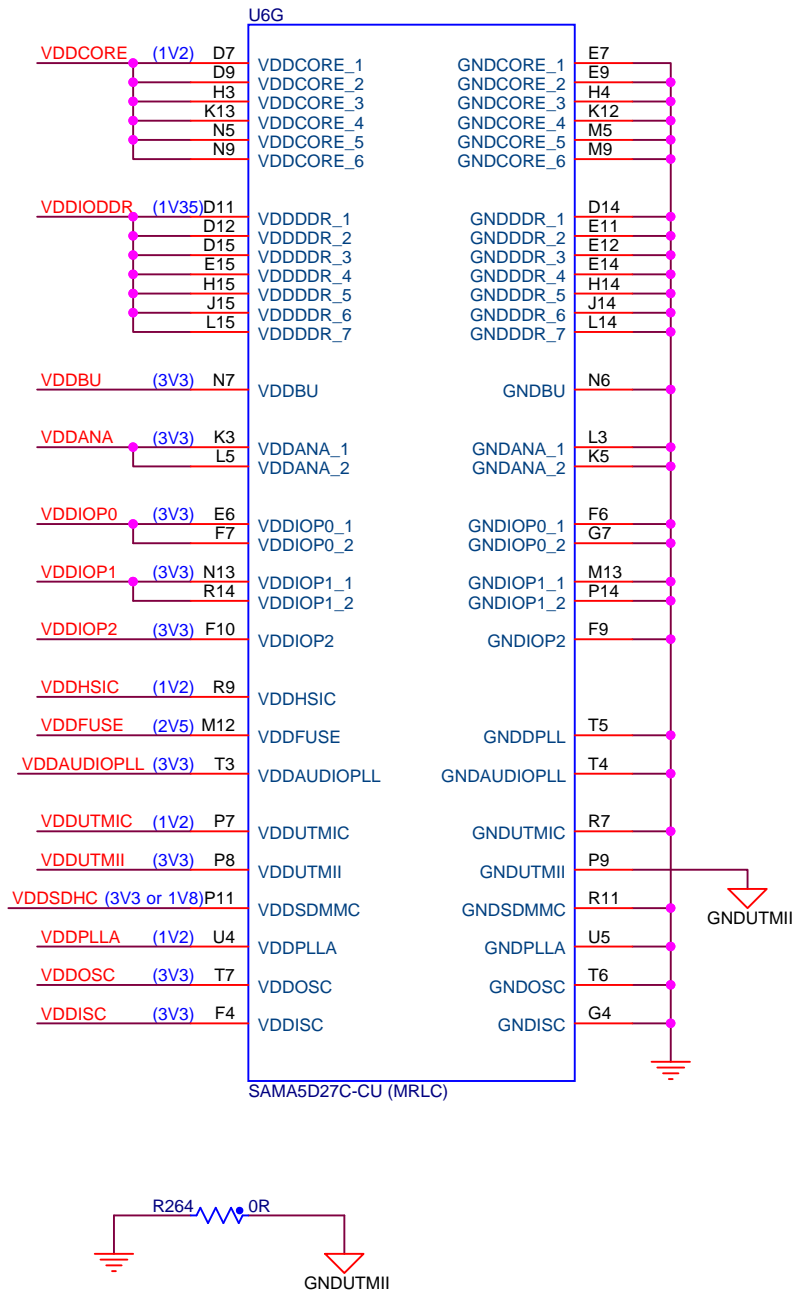 U6G
VDDCORE (1V2) D7 VDDCORE_1 GNDCORE_1 E7
D9 VDDCORE_2 GNDCORE_2 E9
H3 VDDCORE_3 GNDCORE_3 H4
K13 VDDCORE_4 GNDCORE_4 K12
N5 VDDCORE_5 GNDCORE_5 M5
N9 VDDCORE_6 GNDCORE_6 M9
VDDIODDR (1V35) D11 VDDDDR_1 GNDDDR_1 D14
D12 VDDDDR_2 GNDDDR_2 E11
D15 VDDDDR_3 GNDDDR_3 E12
E15 VDDDDR_4 GNDDDR_4 E14
H15 VDDDDR_5 GNDDDR_5 H14
J15 VDDDDR_6 GNDDDR_6 J14
L15 VDDDDR_7 GNDDDR_7 L14
VDDBU (3V3) N7 VDDBU GNDBU N6
VDDANA (3V3) K3 VDDANA_1 GNDANA_1 L3
L5 VDDANA_2 GNDANA_2 K5
VDDIOP0 (3V3) E6 VDDIOP0_1 GNDIOP0_1 F6
F7 VDDIOP0_2 GNDIOP0_2 G7
VDDIOP1 (3V3) N13 VDDIOP1_1 GNDIOP1_1 M13
R14 VDDIOP1_2 GNDIOP1_2 P14
VDDIOP2 (3V3) F10 VDDIOP2 GNDIOP2 F9
VDDHSIC (1V2) R9 VDDHSIC
VDDFUSE (2V5) M12 VDDFUSE GNDDPLL T5
VDDAUDIOPLL (3V3) T3 VDDAUDIOPLL GNDAUDIOPLL T4
VDDUTMIC (1V2) P7 VDDUTMIC GNDUTMIC R7
VDDUTMII (3V3) P8 VDDUTMII GNDUTMII P9
VDDSDHC (3V3 or 1V8) P11 VDDSDMMC GNDSDMMC R11
GNDUTMII
VDDPLLA (1V2) U4 VDDPLLA GNDPLLA U5
VDDOSC (3V3) T7 VDDOSC GNDOSC T6
VDDISC (3V3) F4 VDDISC GNDISC G4
SAMA5D27C-CU (MRLC)
R264 0R
GNDUTMII